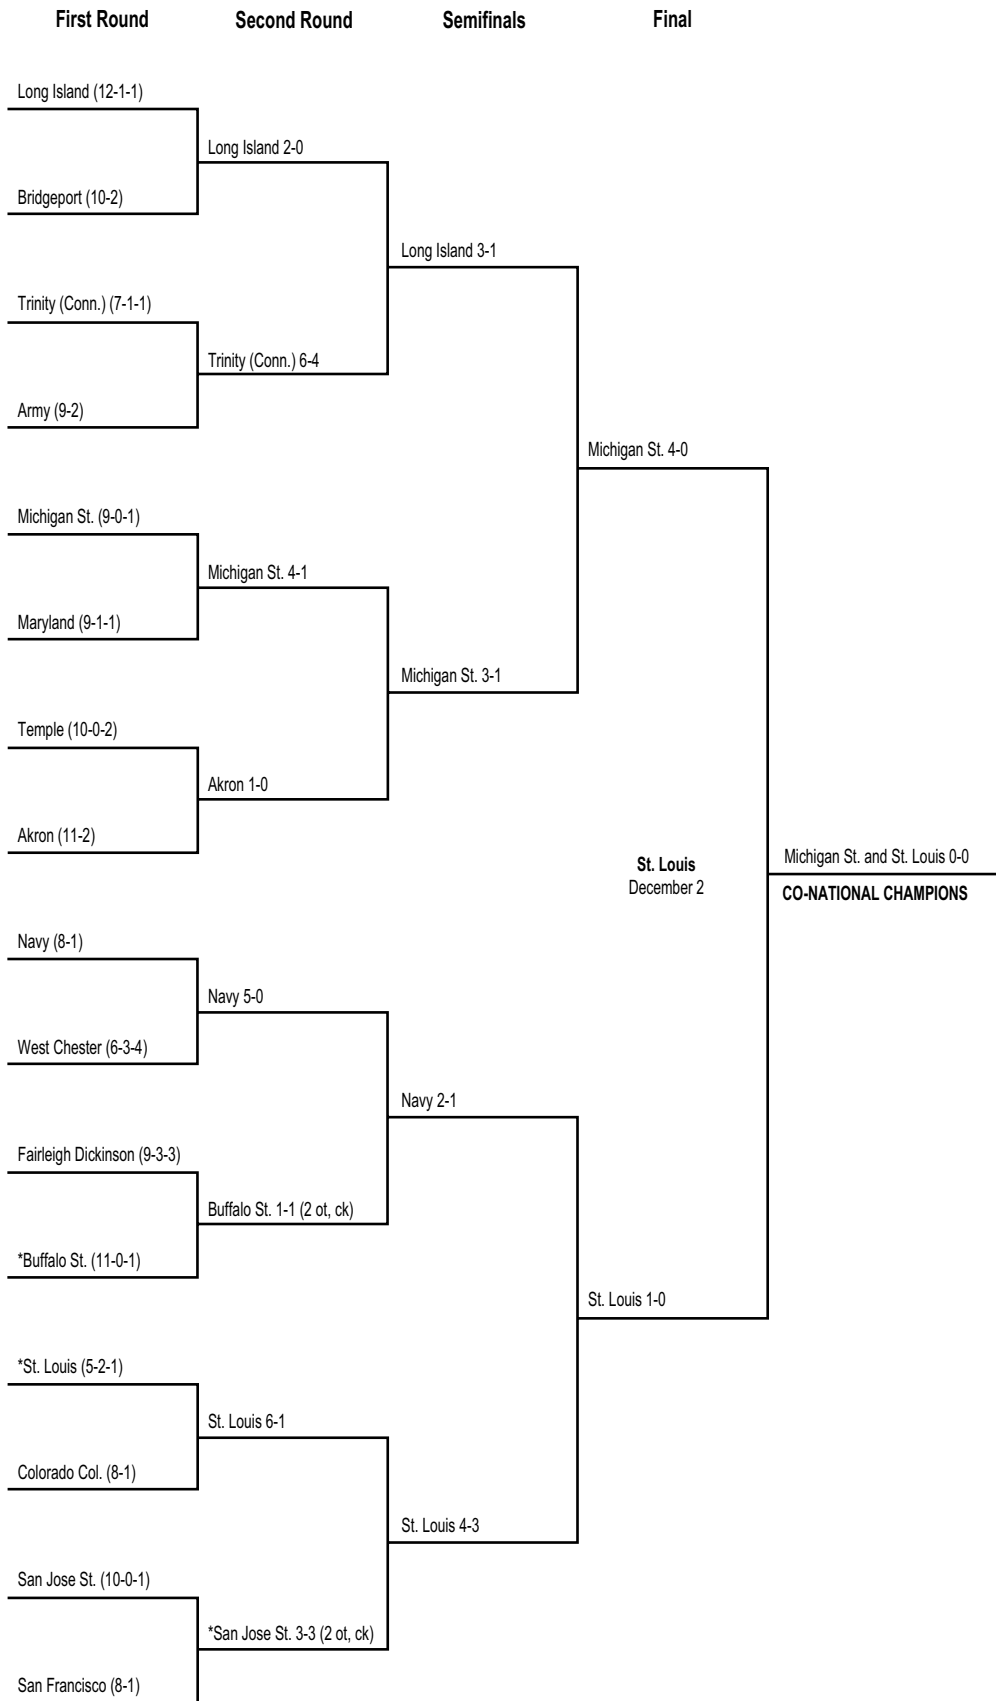 First Round Second Round Semifinals Final
Long Island (12-1-1)
Long Island 2-0
Bridgeport (10-2)
Long Island 3-1
Trinity (Conn.) (7-1-1)
Trinity (Conn.) 6-4
Army (9-2)
Michigan St. 4-0
Michigan St. (9-0-1)
Michigan St. 4-1
Maryland (9-1-1)
Michigan St. 3-1
Temple (10-0-2)
Akron 1-0
Akron (11-2)
St. Louis
December 2
Michigan St. and St. Louis 0-0
CO-NATIONAL CHAMPIONS
Navy (8-1)
Navy 5-0
West Chester (6-3-4)
Navy 2-1
Fairleigh Dickinson (9-3-3)
Buffalo St. 1-1 (2 ot, ck)
*Buffalo St. (11-0-1)
St. Louis 1-0
*St. Louis (5-2-1)
St. Louis 6-1
Colorado Col. (8-1)
St. Louis 4-3
San Jose St. (10-0-1)
*San Jose St. 3-3 (2 ot, ck)
San Francisco (8-1)